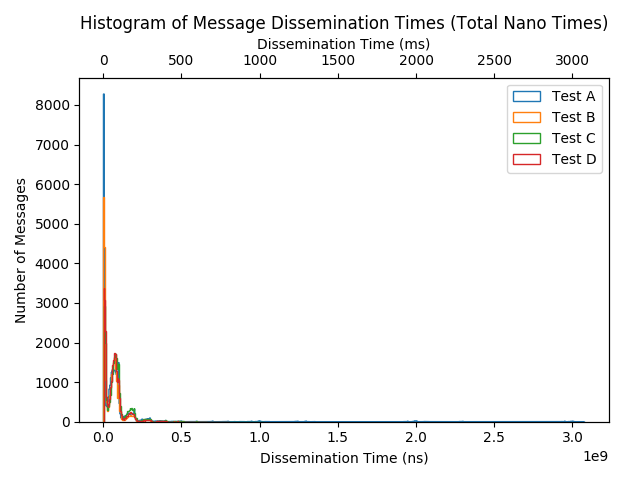 Histogram of Message Dissemination Times (Total Nano Times)
Dissemination Time (ms)
0 500 1000 1500 2000 2500 3000
Test A
Test B
Test C
Test D
Number of Messages
8000
7000
6000
5000
4000
3000
2000
1000
0
0.0 0.5 1.0 1.5 2.0 2.5 3.0
1e9
Dissemination Time (ns)